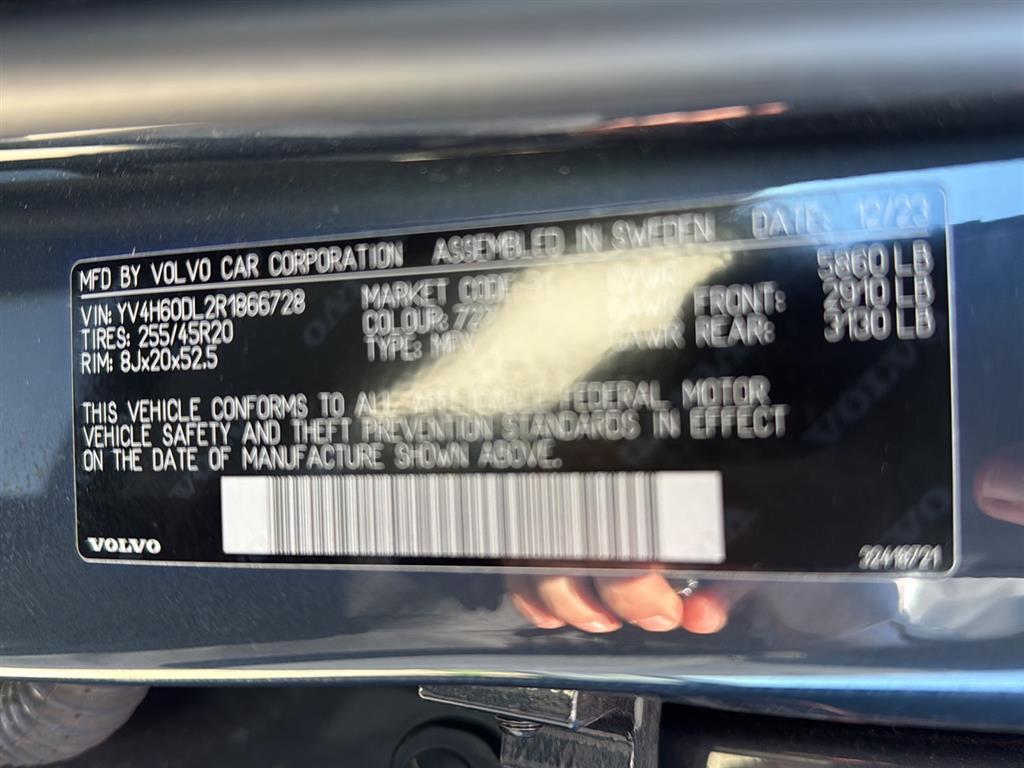 MFD BY VOLVO CAR CORPORATION ASSEMBLED IN SWEDEN DATE: 12/23
VIN: YV4H60DL2R1866728 MARKET CODE: 5860 LB
TIRES: 255/45R20 COLOUR: FRONT: 2910 LB
RIM: 8Jx20x52.5 TYPE: REAR: 3130 LB
THIS VEHICLE CONFORMS TO ALL FEDERAL MOTOR
VEHICLE SAFETY AND THEFT PREVENTION STANDARDS IN EFFECT
ON THE DATE OF MANUFACTURE SHOWN ABOVE.
VOLVO 32418721